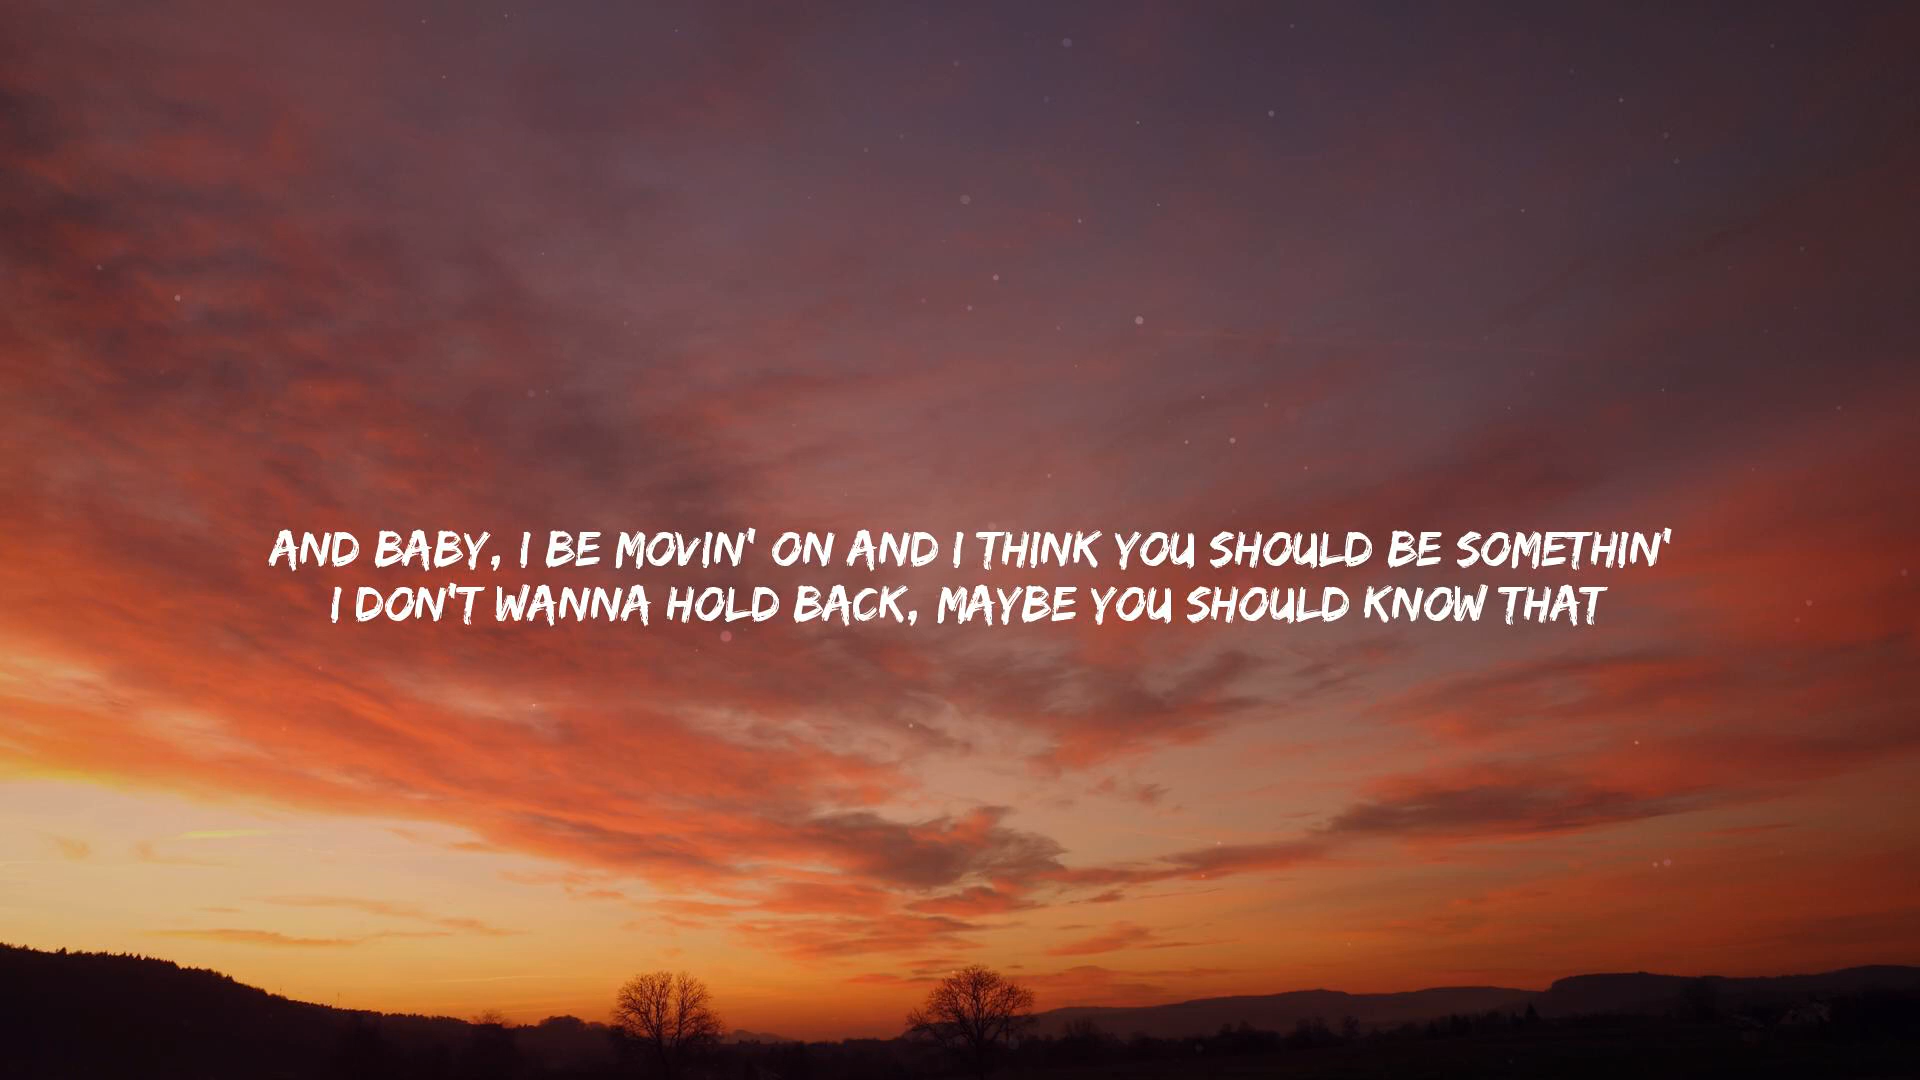 AND BABY, I BE MOVIN' ON AND I THINK YOU SHOULD BE SOMETHIN'
I DON'T WANNA HOLD BACK, MAYBE YOU SHOULD KNOW THAT